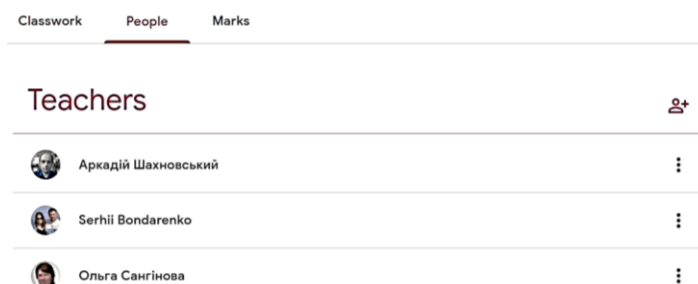 Classwork People Marks
Teachers
Аркадій Шахновський
Serhii Bondarenko
Ольга Сангінова